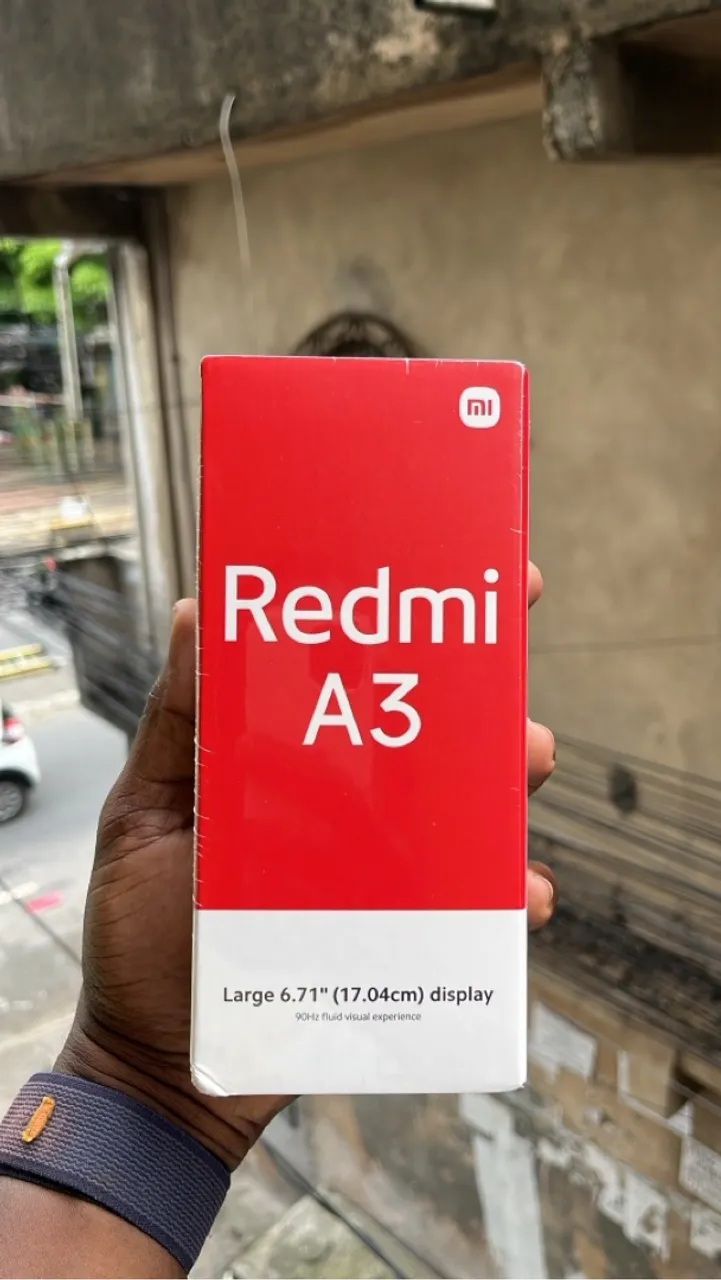 mi
Redmi
A3
Large 6.71" (17.04cm) display
90Hz fluid visual experience